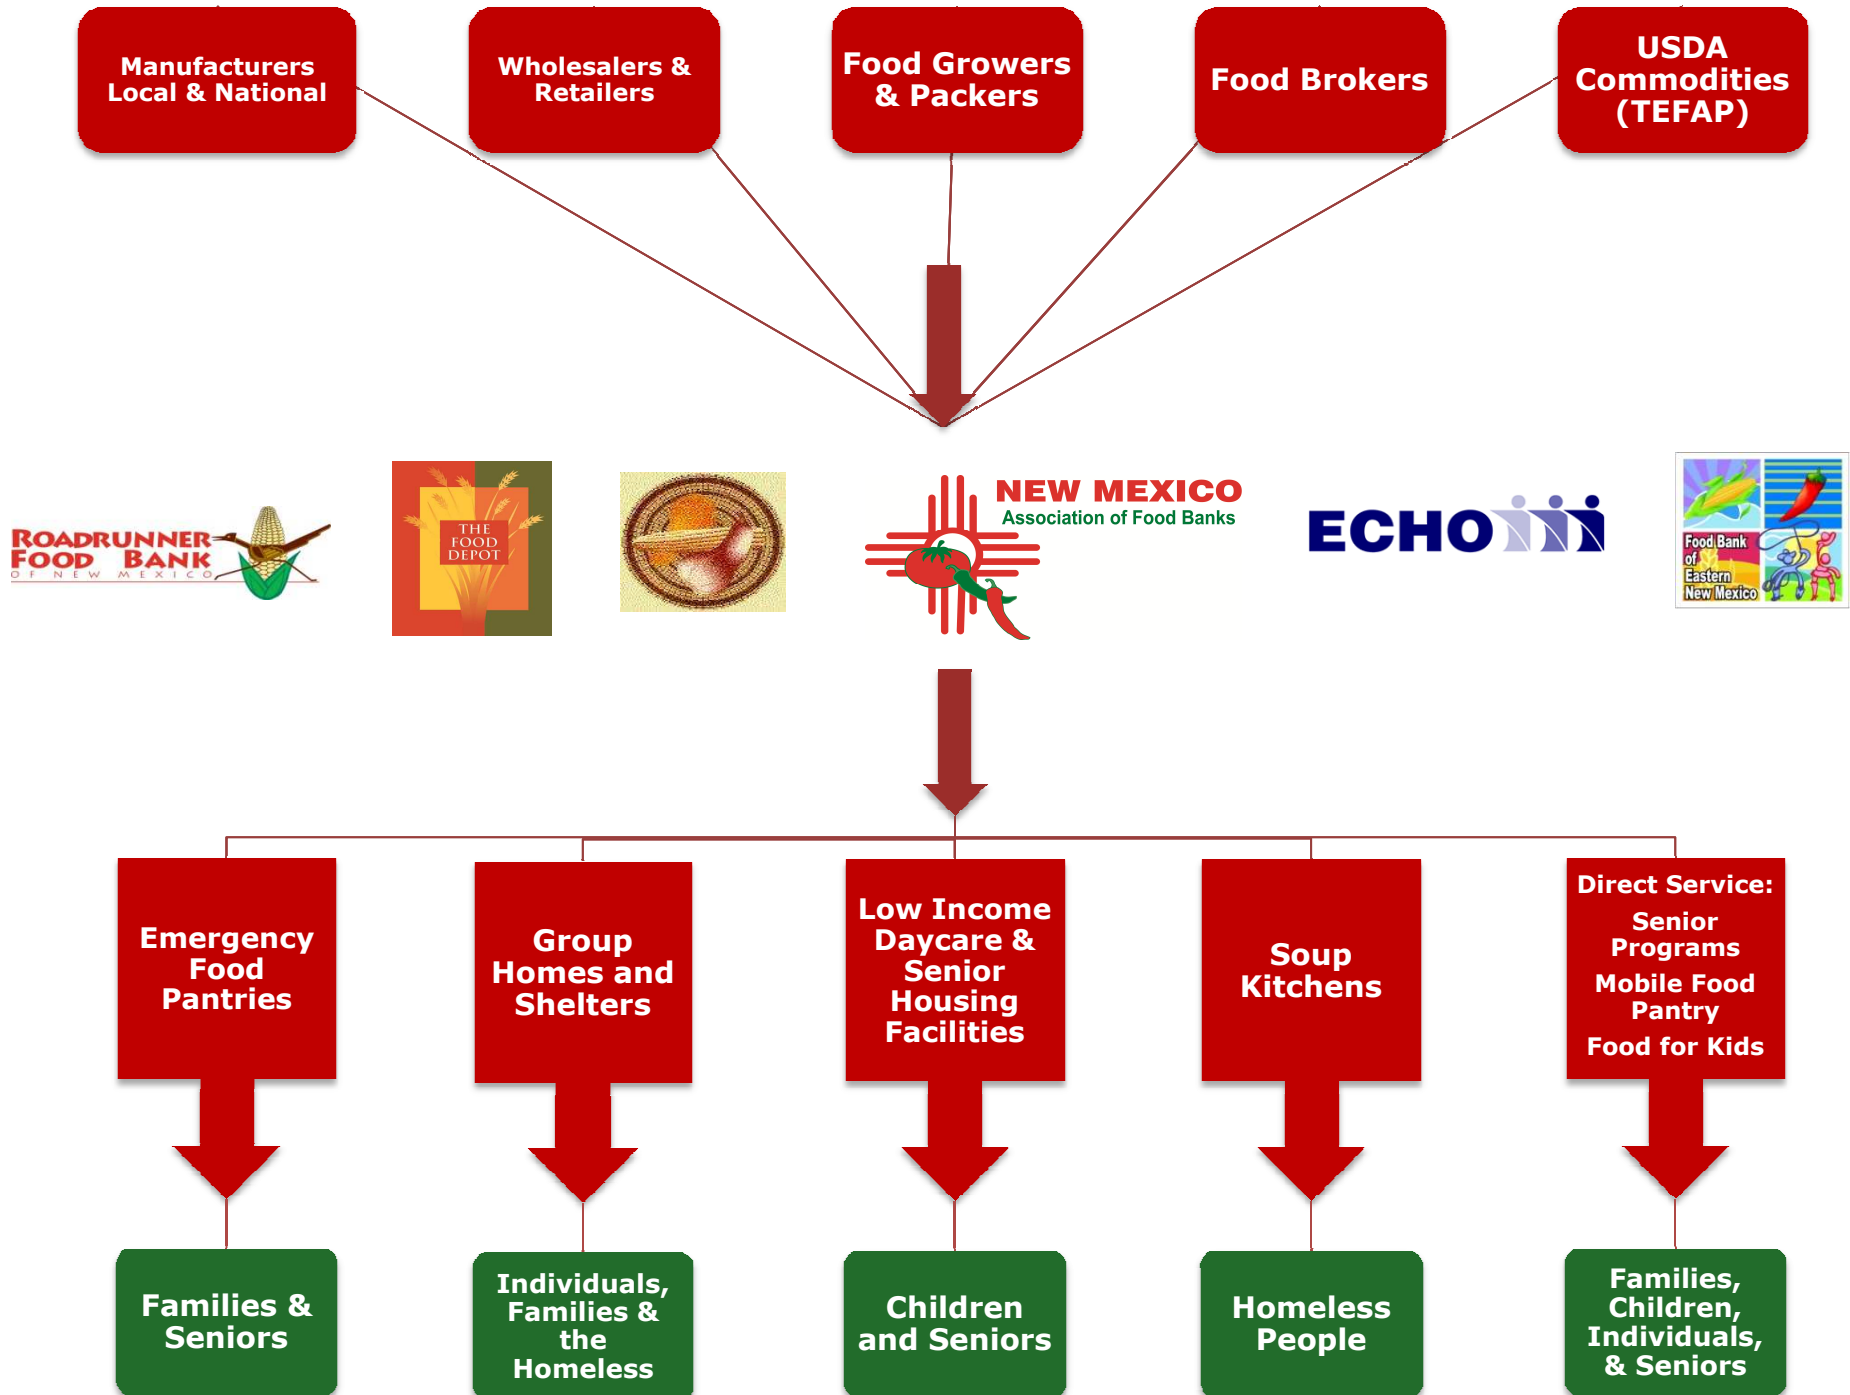 Manufacturers
Local & National
Wholesalers &
Retailers
Food Growers
& Packers
Food Brokers
USDA
Commodities
(TEFAP)
ROADRUNNER
FOOD BANK
OF NEW MEXICO
THE
FOOD
DEPOT
NEW MEXICO
Association of Food Banks
ECHO
Food Bank
of
Eastern
New Mexico
Emergency
Food
Pantries
Group
Homes and
Shelters
Low Income
Daycare &
Senior
Housing
Facilities
Soup
Kitchens
Direct Service:
Senior
Programs
Mobile Food
Pantry
Food for Kids
Families &
Seniors
Individuals,
Families &
the
Homeless
Children
and Seniors
Homeless
People
Families,
Children,
Individuals,
& Seniors